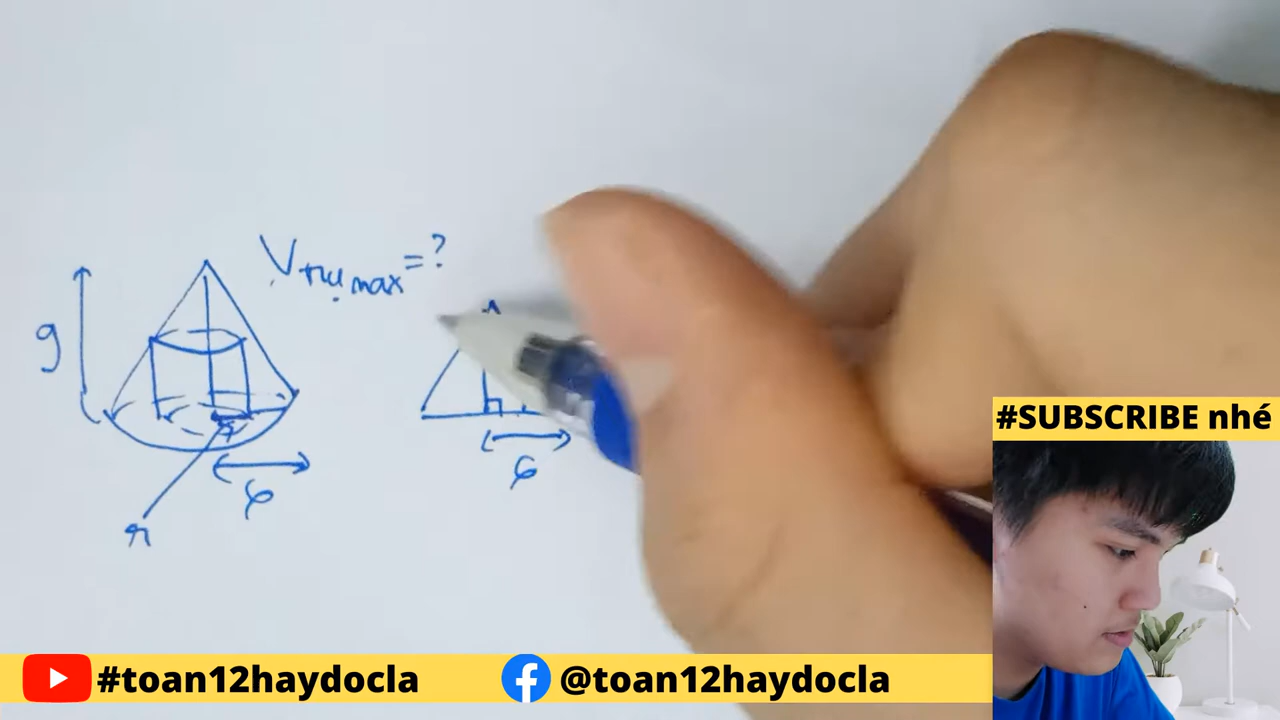 V trụ max = ?
9
6
r
6
#SUBSCRIBE nhé
#toan12haydocla
@toan12haydocla